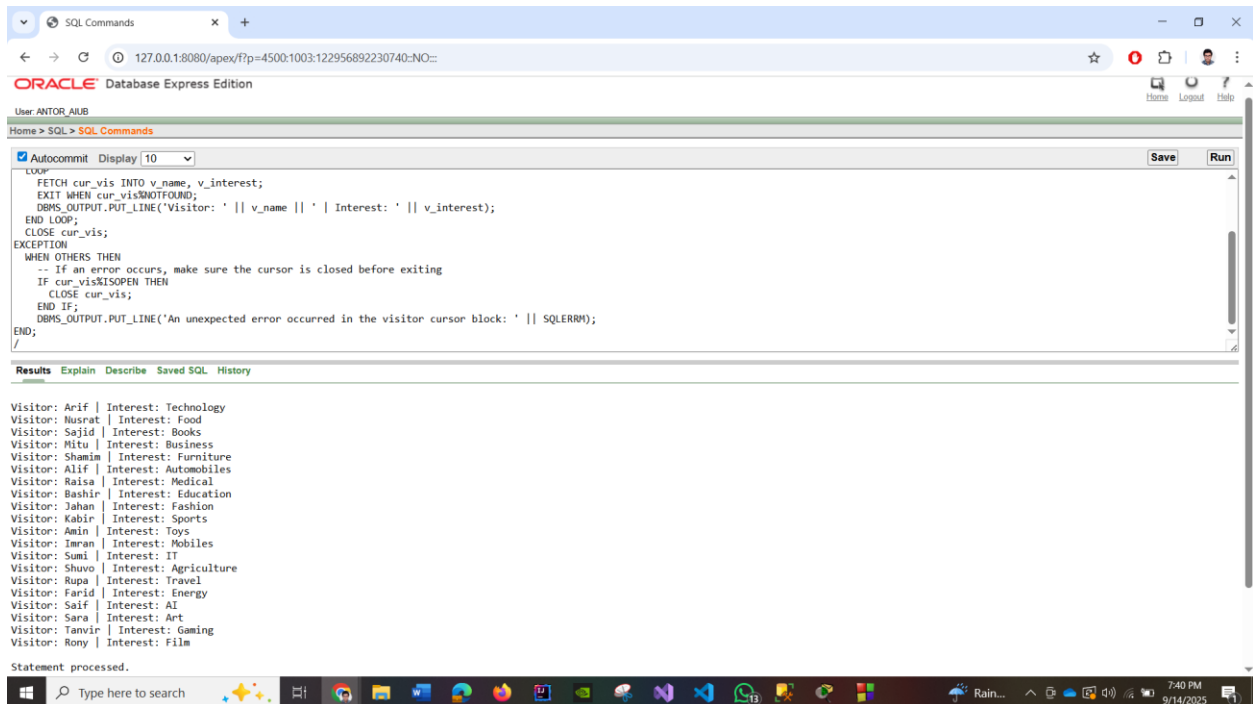 SQL Commands
127.0.0.1:8080/apex/f?p=4500:1003:122956892230740::NO:::
ORACLE Database Express Edition
Home Logout Help
User: ANTOR_AIUB
Home > SQL > SQL Commands
Autocommit Display 10 Save Run
LOOP
FETCH cur_vis INTO v_name, v_interest;
EXIT WHEN cur_vis%NOTFOUND;
DBMS_OUTPUT.PUT_LINE('Visitor: ' || v_name || ' | Interest: ' || v_interest);
END LOOP;
CLOSE cur_vis;
EXCEPTION
WHEN OTHERS THEN
-- If an error occurs, make sure the cursor is closed before exiting
IF cur_vis%ISOPEN THEN
CLOSE cur_vis;
END IF;
DBMS_OUTPUT.PUT_LINE('An unexpected error occurred in the visitor cursor block: ' || SQLERRM);
END;
/
Results Explain Describe Saved SQL History
Visitor: Arif | Interest: Technology
Visitor: Nusrat | Interest: Food
Visitor: Sajid | Interest: Books
Visitor: Mitu | Interest: Business
Visitor: Shamim | Interest: Furniture
Visitor: Alif | Interest: Automobiles
Visitor: Raisa | Interest: Medical
Visitor: Bashir | Interest: Education
Visitor: Jahan | Interest: Fashion
Visitor: Kabir | Interest: Sports
Visitor: Amin | Interest: Toys
Visitor: Imran | Interest: Mobiles
Visitor: Sumi | Interest: IT
Visitor: Shuvo | Interest: Agriculture
Visitor: Rupa | Interest: Travel
Visitor: Farid | Interest: Energy
Visitor: Saif | Interest: AI
Visitor: Sara | Interest: Art
Visitor: Tanvir | Interest: Gaming
Visitor: Rony | Interest: Film
Statement processed.
Type here to search
Rain...
7:40 PM
9/14/2025